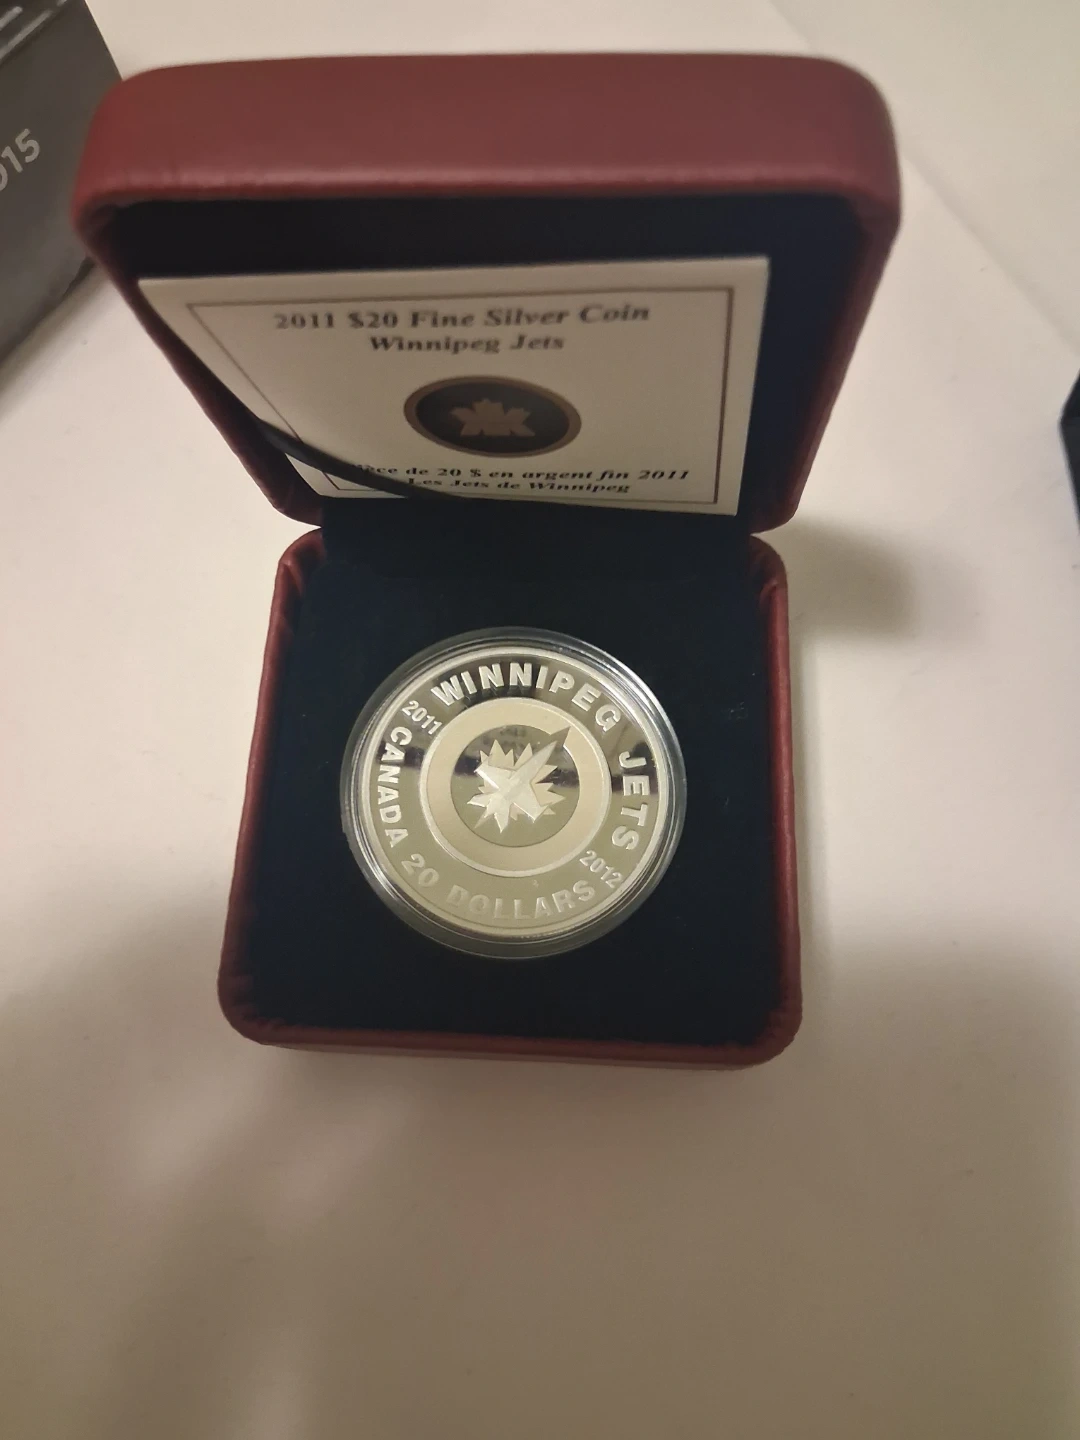 2011 $20 Fine Silver Coin
Winnipeg Jets
de 20 $ en argent fin 2011
Les Jets de Winnipeg
WINNIPEG JETS
2011
2012
CANADA 20 DOLLARS